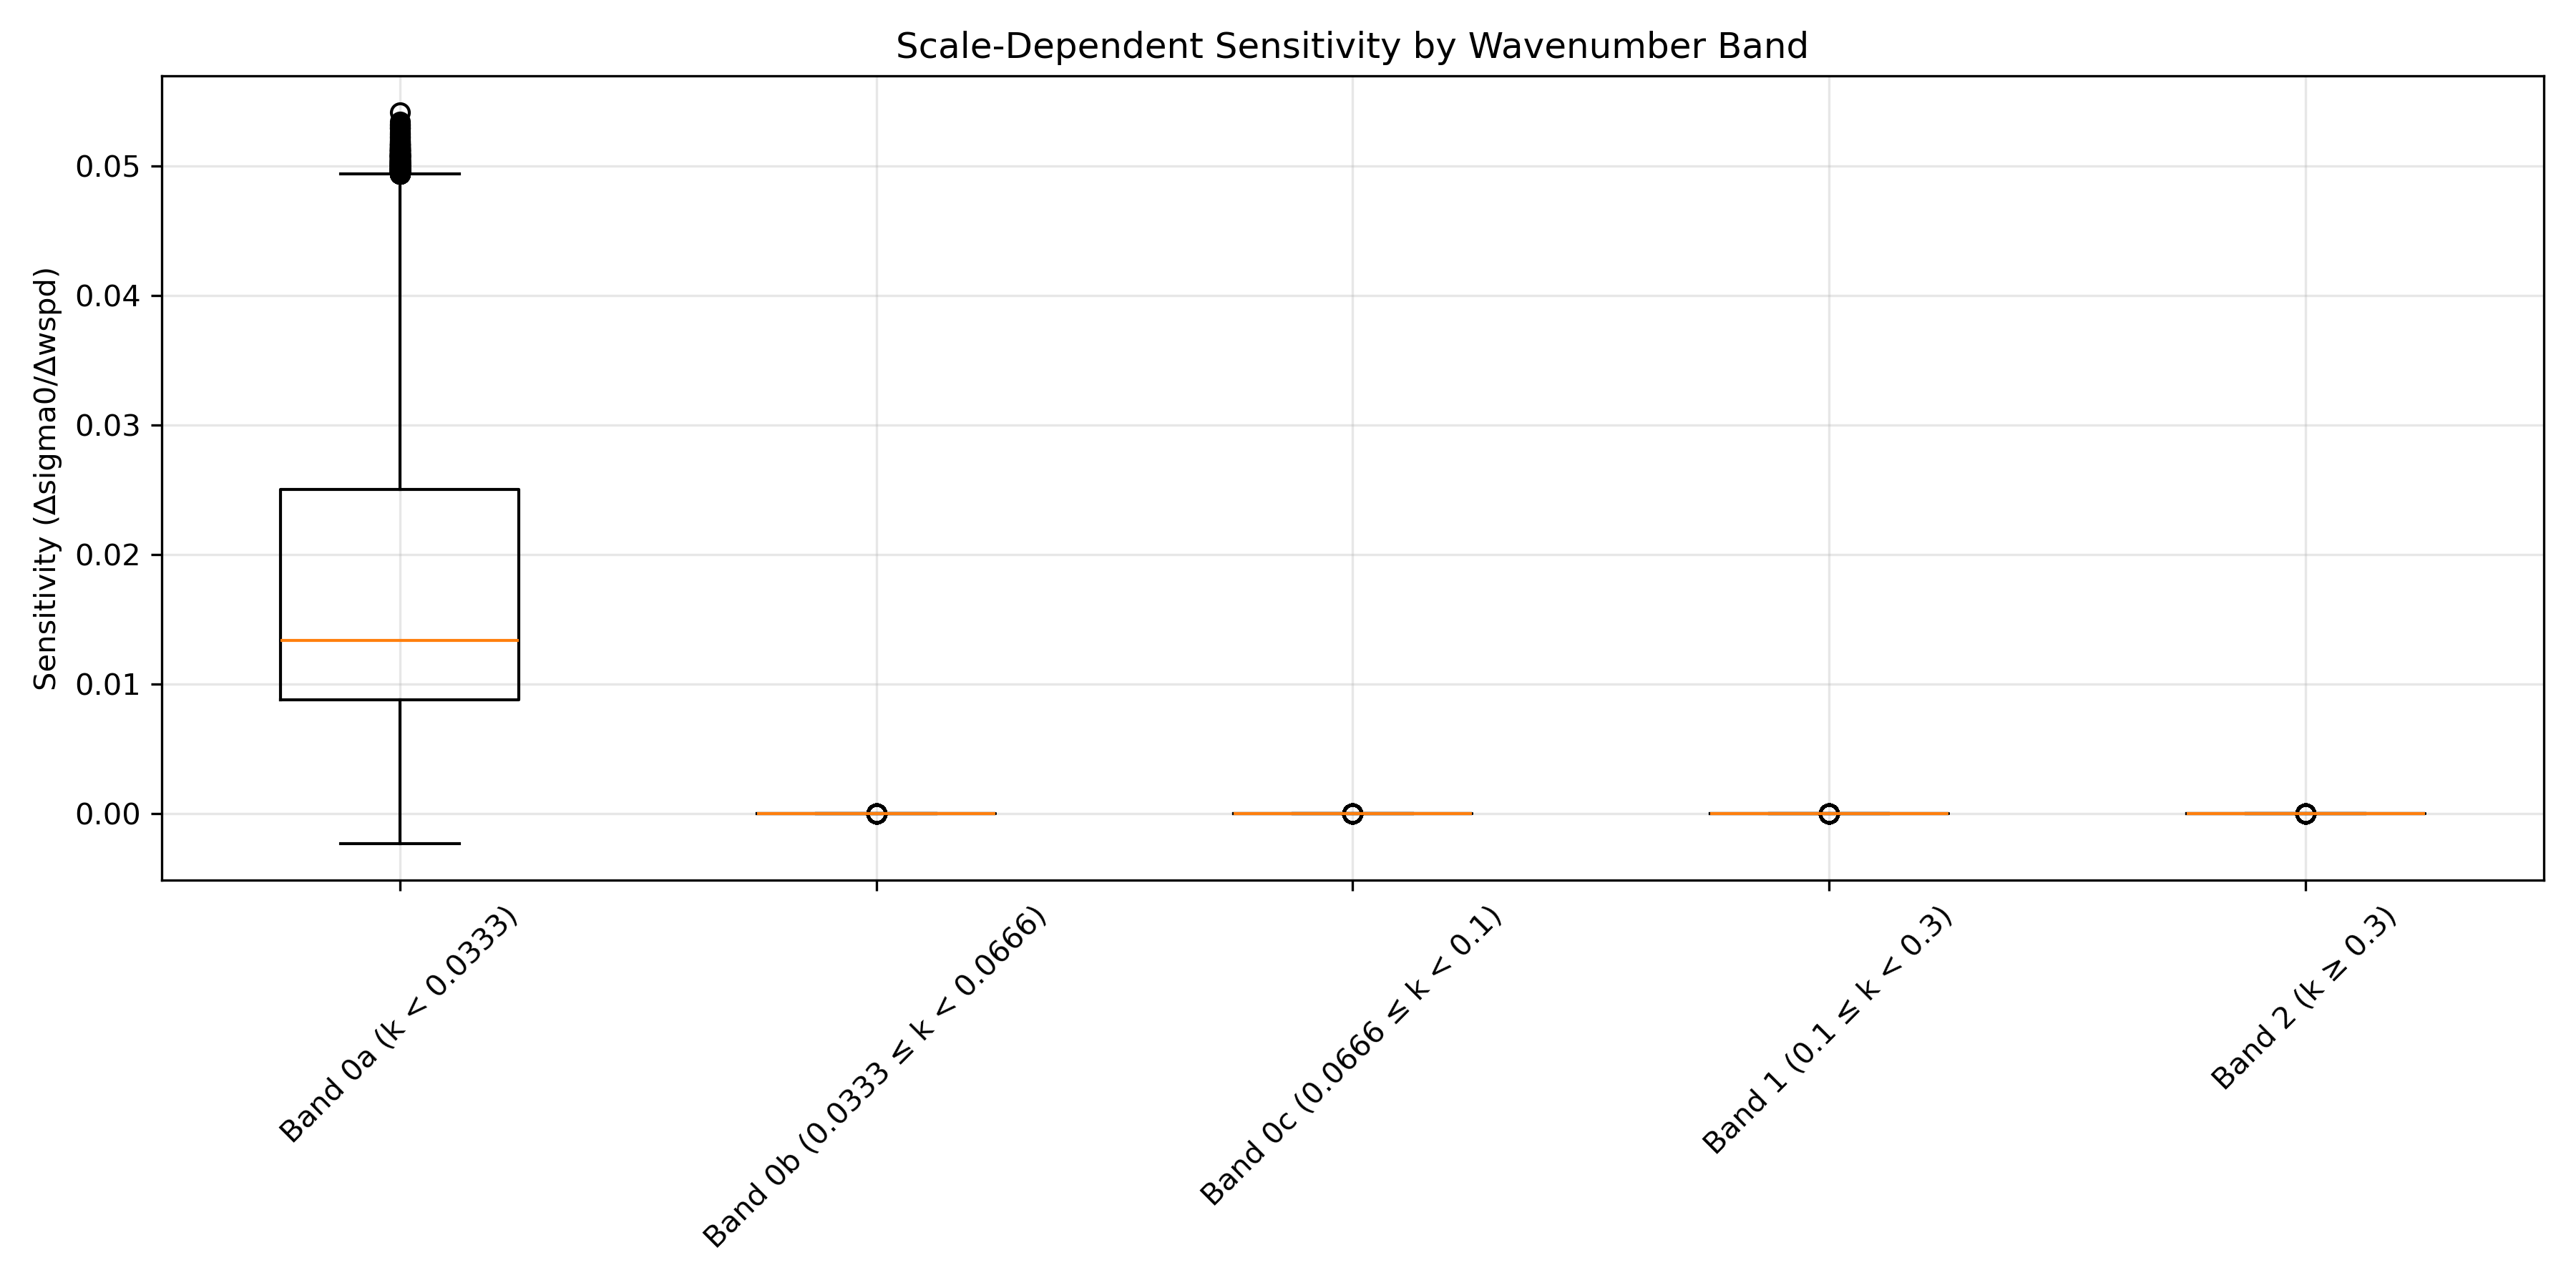 Scale-Dependent Sensitivity by Wavenumber Band
Sensitivity (Δsigma0/Δwspd)
0.05
0.04
0.03
0.02
0.01
0.00
Band 0a (k < 0.0333)
Band 0b (0.0333 ≤ k < 0.0666)
Band 0c (0.0666 ≤ k < 0.1)
Band 1 (0.1 ≤ k < 0.3)
Band 2 (k ≥ 0.3)